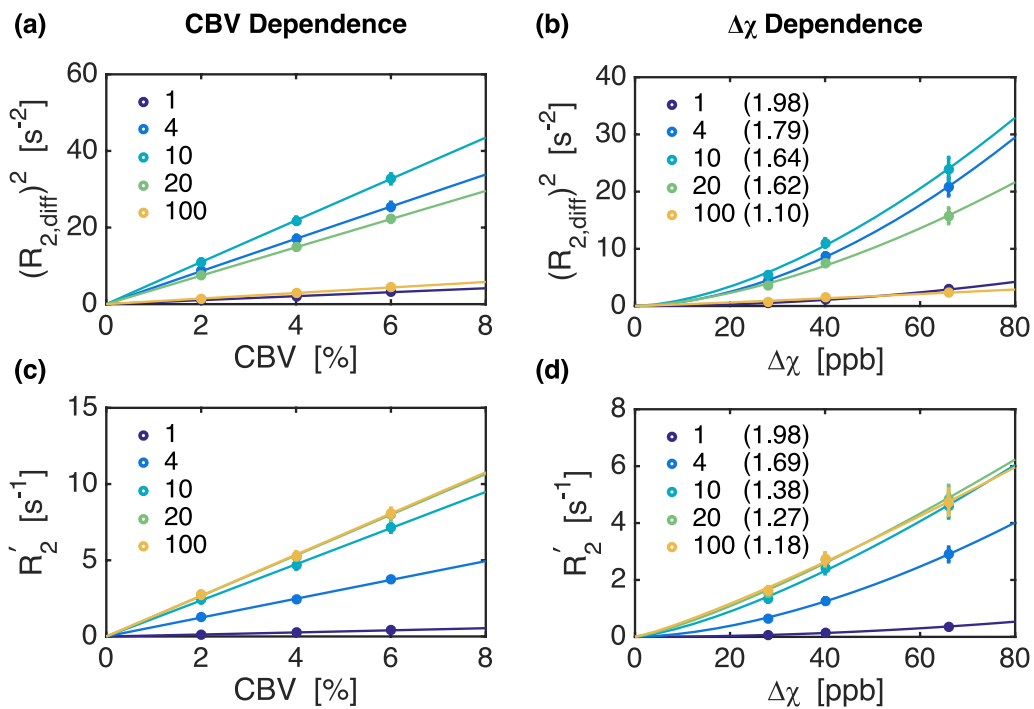 (a) CBV Dependence
60
40
20
0
0 2 4 6 8
(R2,diff)² [s⁻²]
CBV [%]
1
4
10
20
100
(b) Δχ Dependence
40
30
20
10
0
0 20 40 60 80
(R2,diff)² [s⁻²]
Δχ [ppb]
1 (1.98)
4 (1.79)
10 (1.64)
20 (1.62)
100 (1.10)
(c)
15
10
5
0
0 2 4 6 8
R2′ [s⁻¹]
CBV [%]
1
4
10
20
100
(d)
8
6
4
2
0
0 20 40 60 80
R2′ [s⁻¹]
Δχ [ppb]
1 (1.98)
4 (1.69)
10 (1.38)
20 (1.27)
100 (1.18)